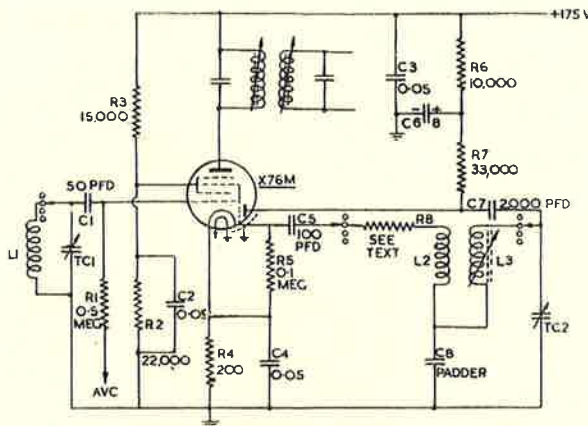 +175 V
C3
0·05
R6
10,000
R3
15,000
C6 8
R7
33,000
50 PFD
X76M
C7 2000 PFD
C1
C5
100
PFD
R8
SEE
TEXT
L1
TC1
R5
0·1
MEG
L2
L3
R1
0·5
MEG
C2
0·05
R2
TC2
22,000
R4
200
C4
0·05
C8
PADDER
AVC